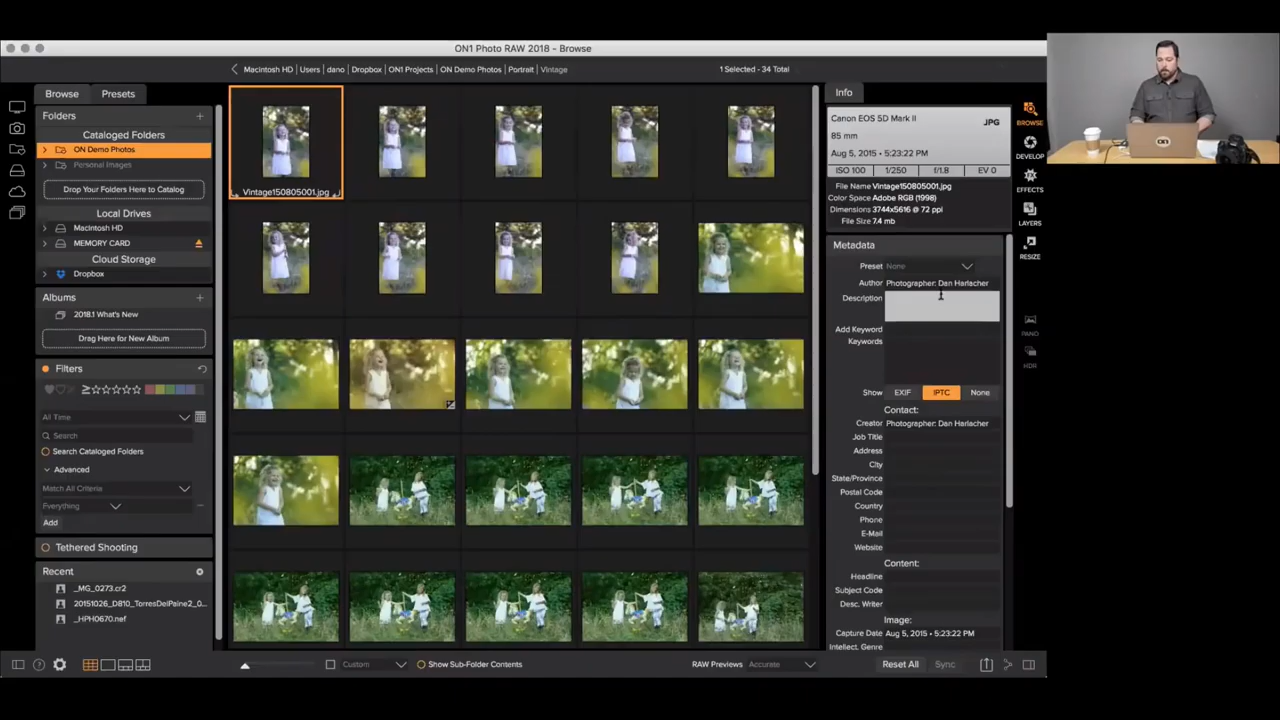 ON1 Photo RAW 2018 - Browse
Macintosh HD | Users | dano | Dropbox | ON1 Projects | ON Demo Photos | Portrait | Vintage
1 Selected - 34 Total
Browse Presets
Folders
Cataloged Folders
ON Demo Photos
Personal Images
Drop Your Folders Here to Catalog
Local Drives
Macintosh HD
MEMORY CARD
Cloud Storage
Dropbox
Albums
2018.1 What's New
Drag Here for New Album
Filters
All Time
Search
Search Cataloged Folders
Advanced
Match All Criteria
Everything
Add
Tethered Shooting
Recent
_MG_0273.cr2
20151026_D810_TorresDelPaine2_0...
_HPH0670.nef
Vintage150805001.jpg
Custom
Show Sub-Folder Contents
RAW Previews Accurate
Info
Canon EOS 5D Mark II
JPG
85 mm
Aug 5, 2015 • 5:23:22 PM
ISO 100 1/250 f/1.8 EV 0
File Name Vintage150805001.jpg
Color Space Adobe RGB (1998)
Dimensions 3744x5616 @ 72 ppi
File Size 7.4 mb
Metadata
Preset None
Author Photographer: Dan Harlacher
Description
Add Keyword
Keywords
Show EXIF IPTC None
Contact:
Creator Photographer: Dan Harlacher
Job Title
Address
City
State/Province
Postal Code
Country
Phone
E-Mail
Website
Content:
Headline
Subject Code
Desc. Writer
Image:
Capture Date Aug 5, 2015 • 5:23:22 PM
Intellect. Genre
Reset All Sync
BROWSE
DEVELOP
EFFECTS
LAYERS
RESIZE
PANO
HDR
on